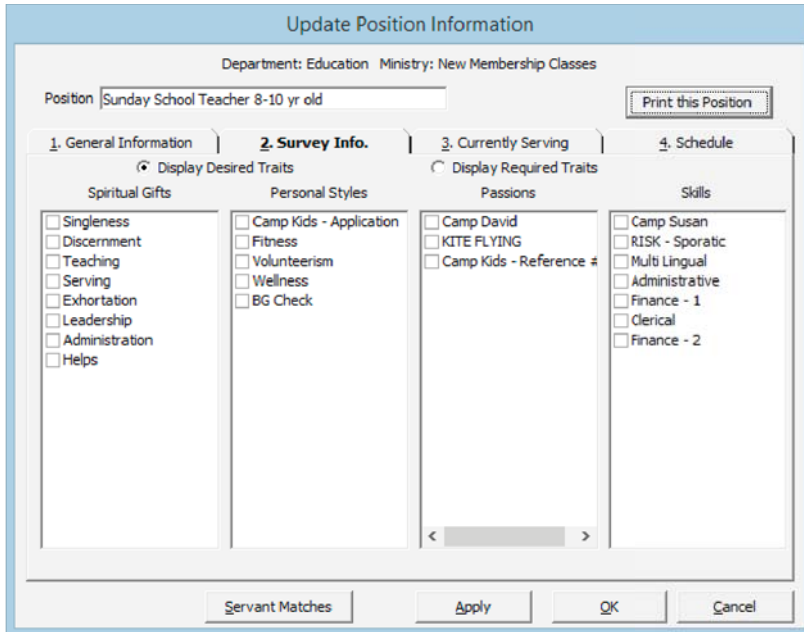 Update Position Information
Department: Education Ministry: New Membership Classes
Position Sunday School Teacher 8-10 yr old
Print this Position
1. General Information 2. Survey Info. 3. Currently Serving 4. Schedule
Display Desired Traits Display Required Traits
Spiritual Gifts
Singleness
Discernment
Teaching
Serving
Exhortation
Leadership
Administration
Helps
Personal Styles
Camp Kids - Application
Fitness
Volunteerism
Wellness
BG Check
Passions
Camp David
KITE FLYING
Camp Kids - Reference #
Skills
Camp Susan
RISK - Sporatic
Multi Lingual
Administrative
Finance - 1
Clerical
Finance - 2
Servant Matches Apply OK Cancel